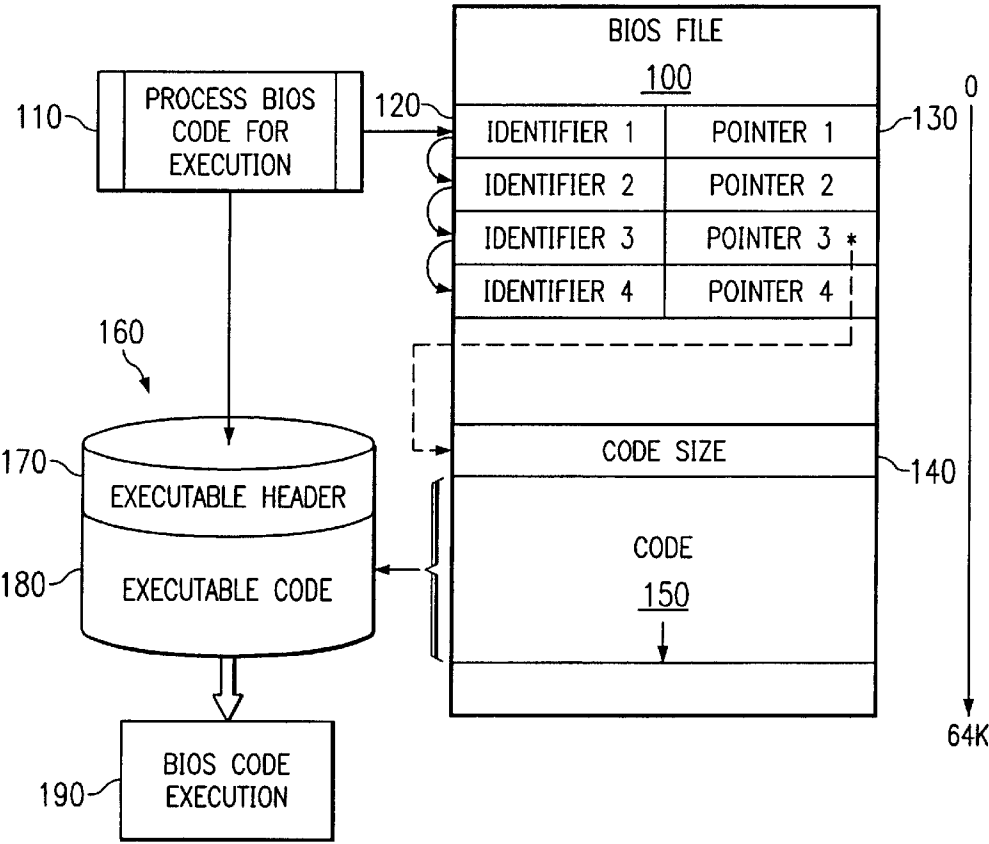 BIOS FILE
100
0
110
PROCESS BIOS
CODE FOR
EXECUTION
120
IDENTIFIER 1
POINTER 1
130
IDENTIFIER 2
POINTER 2
IDENTIFIER 3
POINTER 3 *
IDENTIFIER 4
POINTER 4
160
CODE SIZE
140
170
EXECUTABLE HEADER
CODE
150
180
EXECUTABLE CODE
64K
190
BIOS CODE
EXECUTION